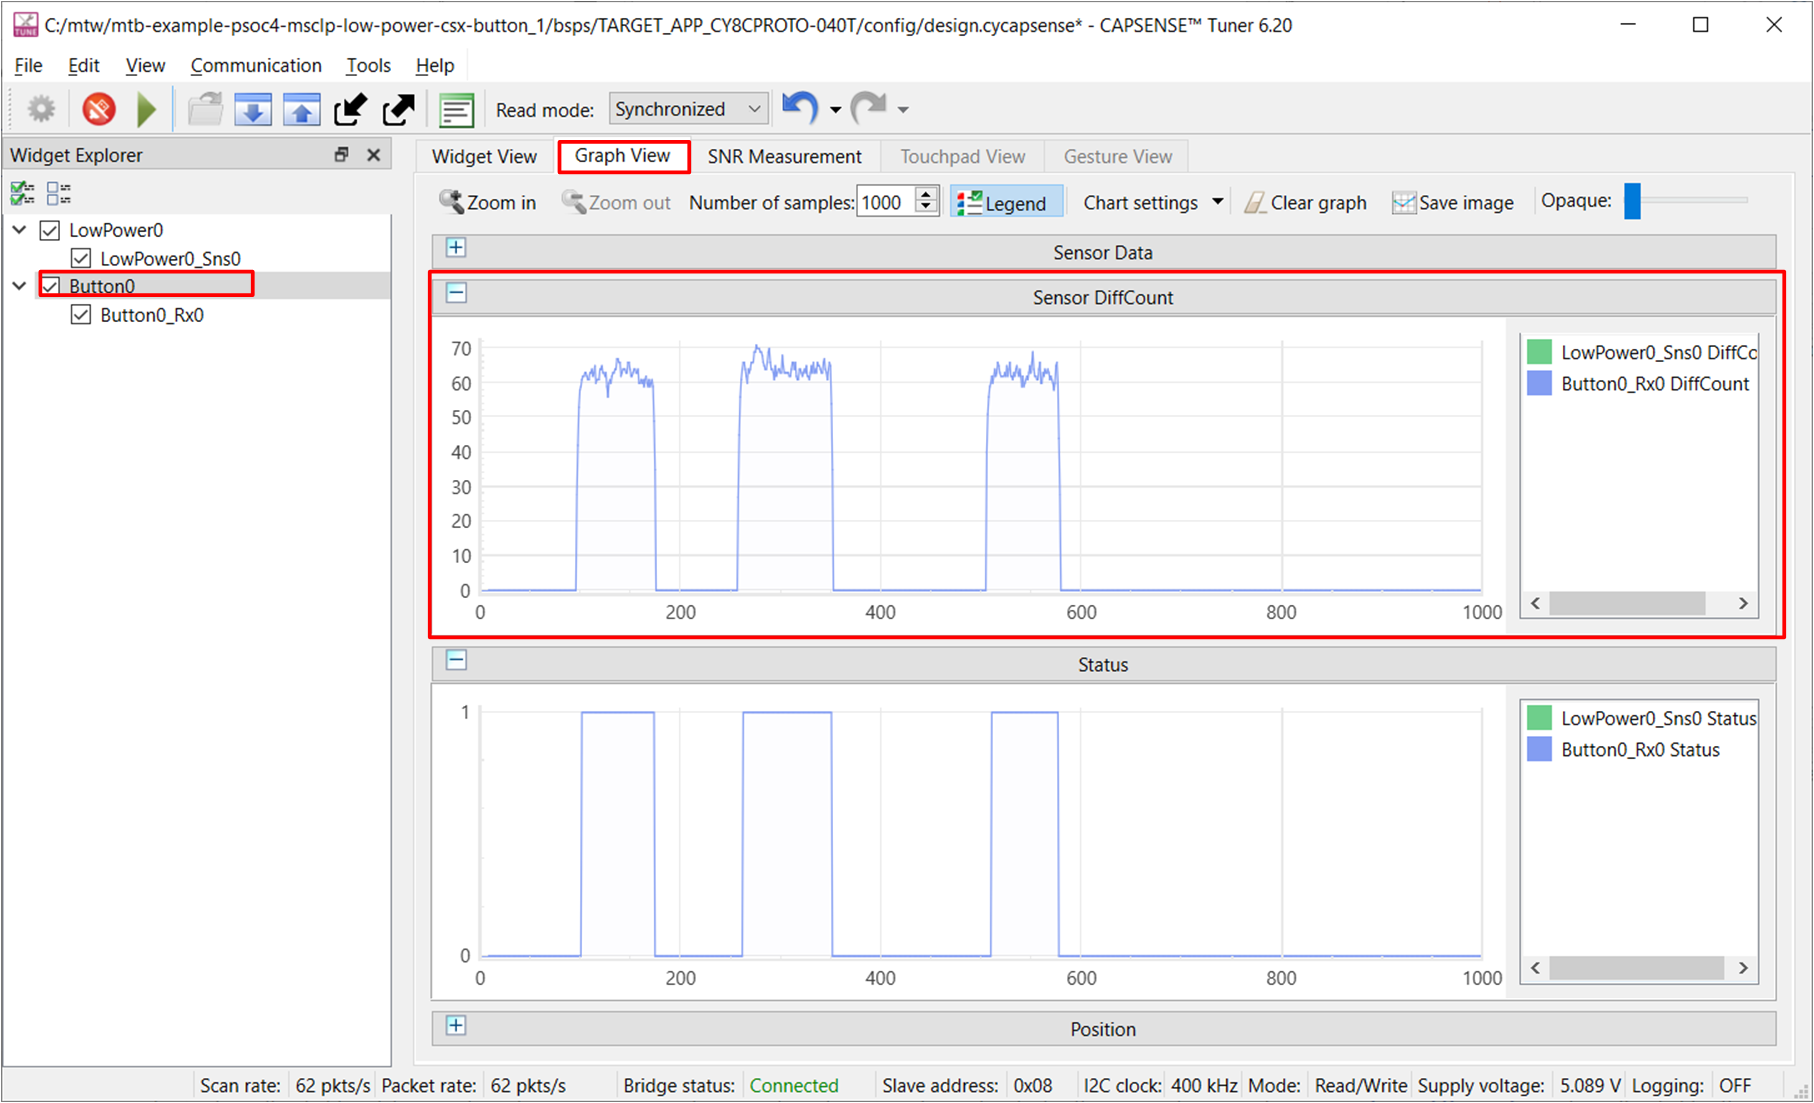 C:/mtw/mtb-example-psoc4-msclp-low-power-csx-button_1/bsps/TARGET_APP_CY8CPROTO-040T/config/design.cycapsense* - CAPSENSE™ Tuner 6.20
File Edit View Communication Tools Help
TUNE
Read mode: Synchronized
Widget Explorer
LowPower0
LowPower0_Sns0
Button0
Button0_Rx0
Widget View Graph View SNR Measurement Touchpad View Gesture View
Zoom in Zoom out Number of samples: 1000 Legend Chart settings Clear graph Save image Opaque:
Sensor Data
Sensor DiffCount
70
60
50
40
30
20
10
0
0 200 400 600 800 1000
LowPower0_Sns0 DiffCo
Button0_Rx0 DiffCount
Status
1
0
0 200 400 600 800 1000
LowPower0_Sns0 Status
Button0_Rx0 Status
Position
Scan rate: 62 pkts/s Packet rate: 62 pkts/s Bridge status: Connected Slave address: 0x08 I2C clock: 400 kHz Mode: Read/Write Supply voltage: 5.089 V Logging: OFF